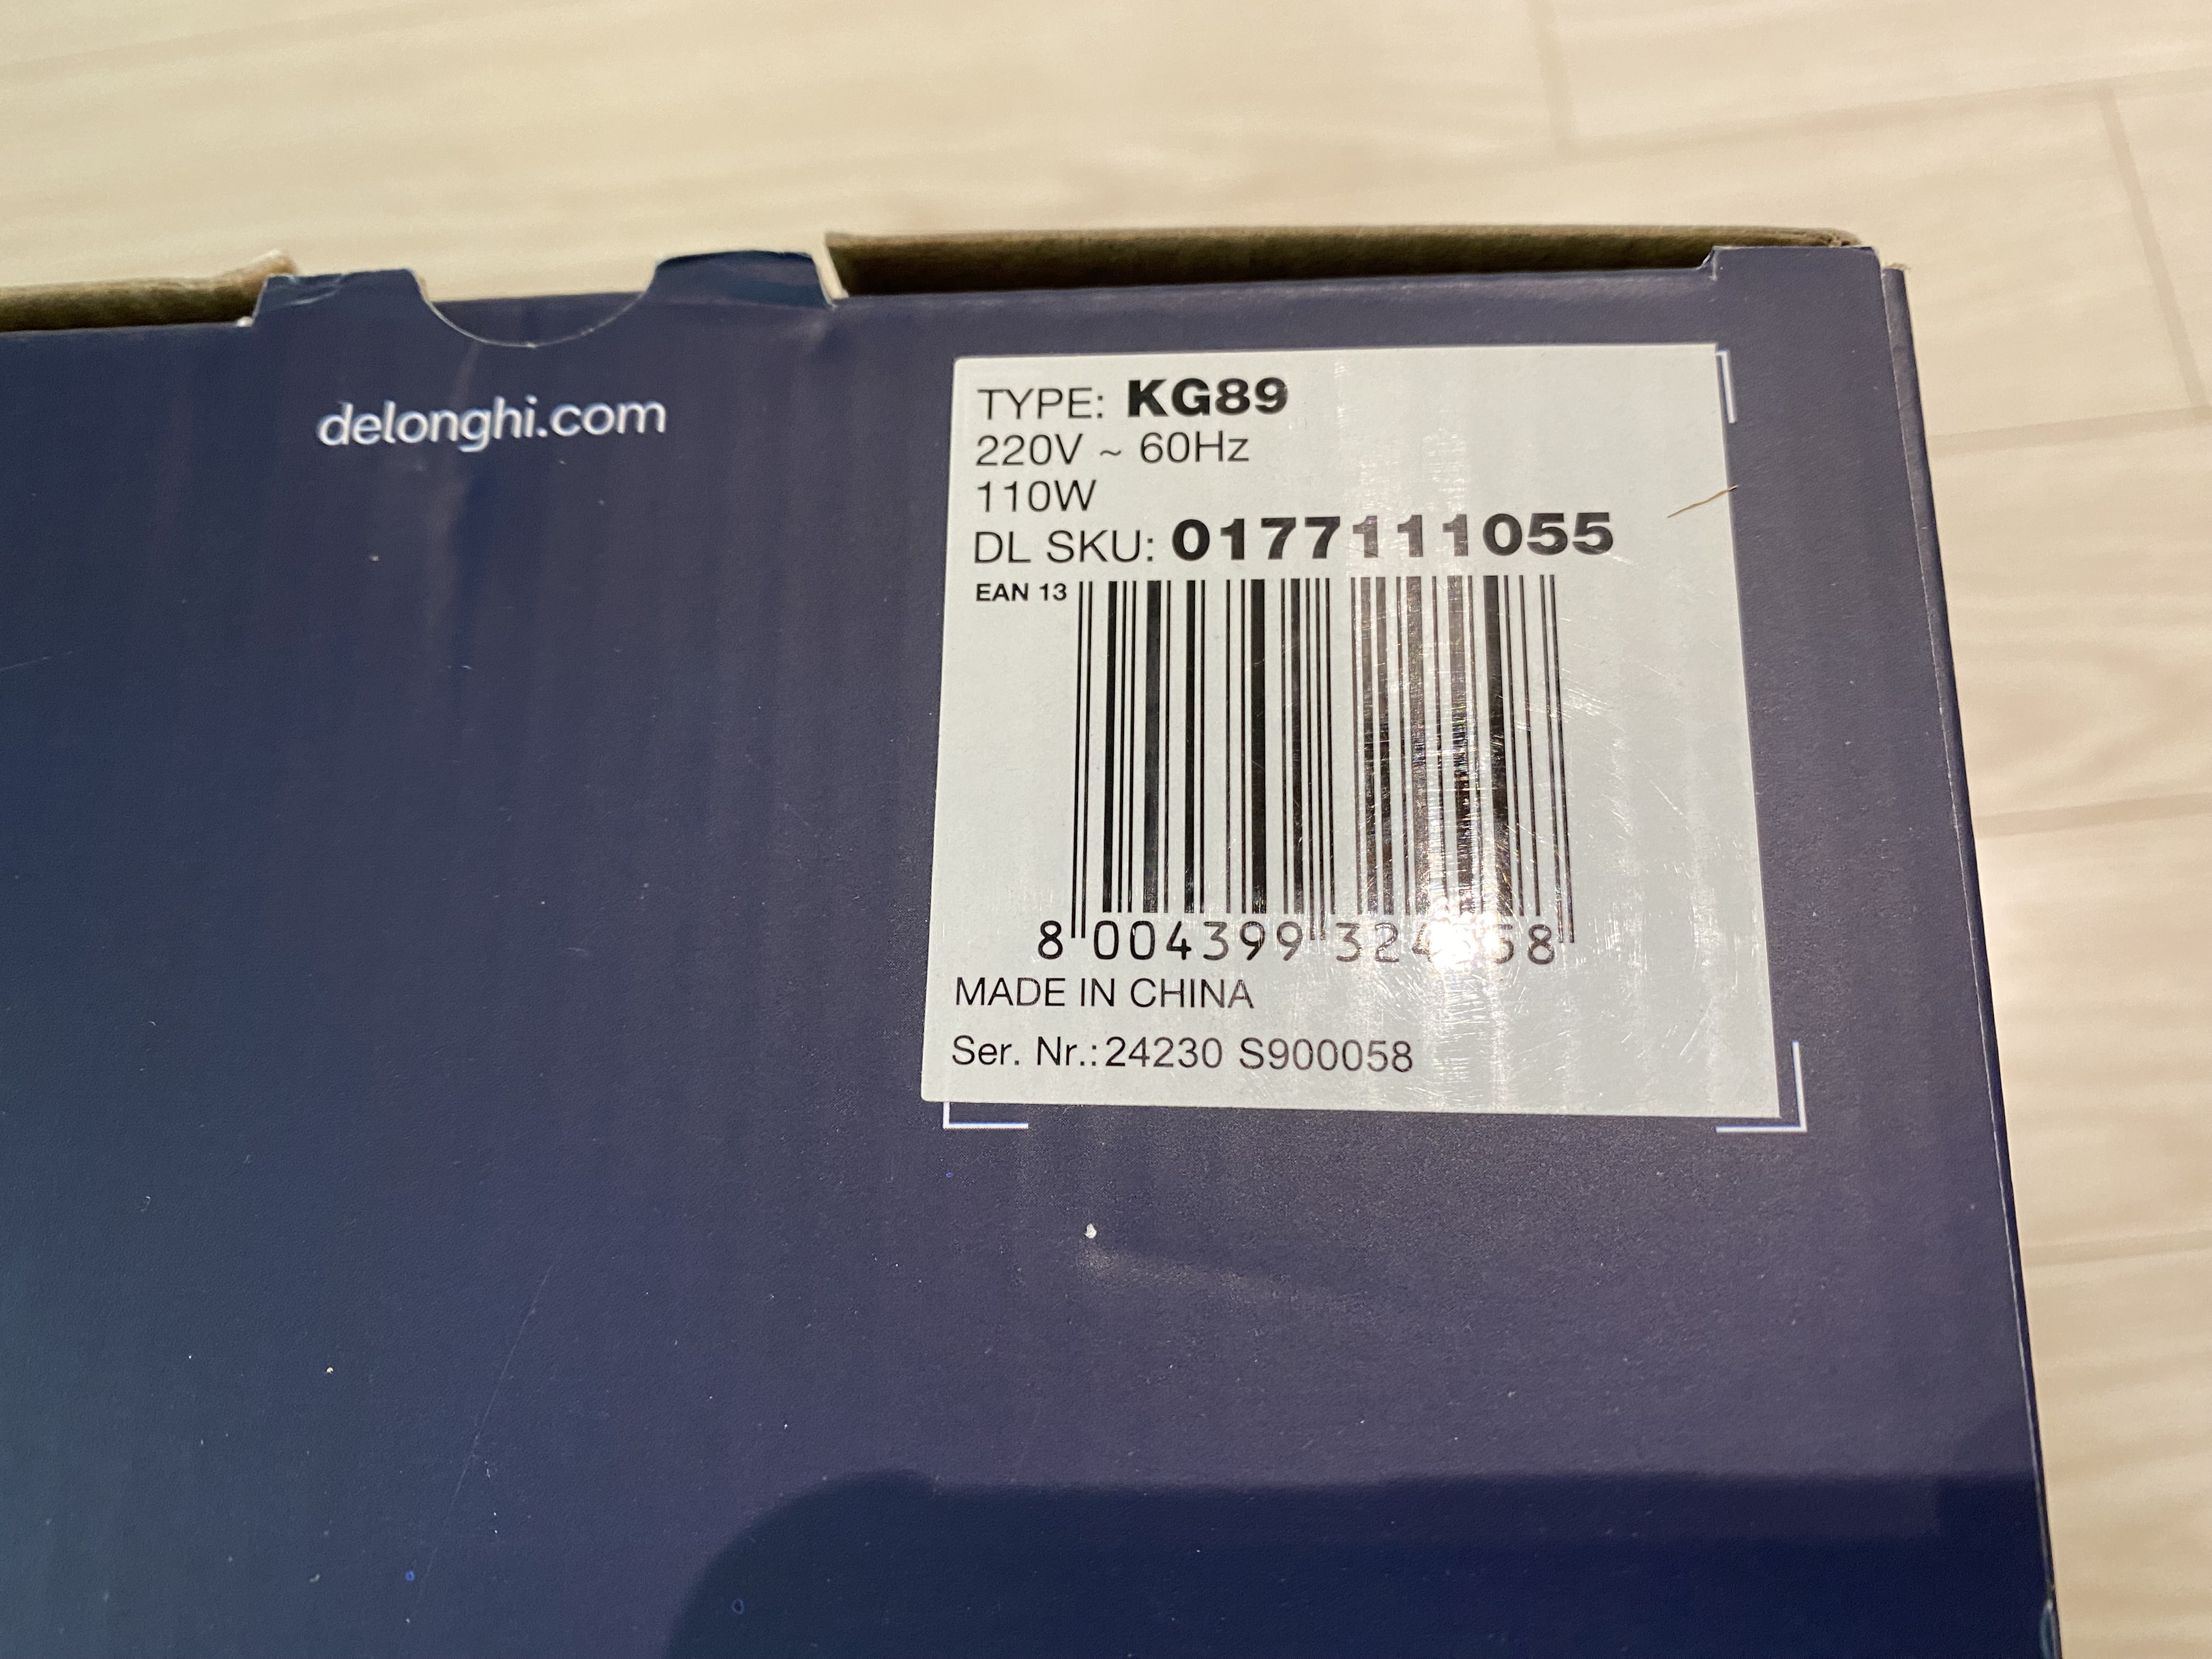 delonghi.com
TYPE: KG89
220V ~ 60Hz
110W
DL SKU: 0177111055
EAN 13
8 004399
MADE IN CHINA
Ser. Nr.: 24230 S900058